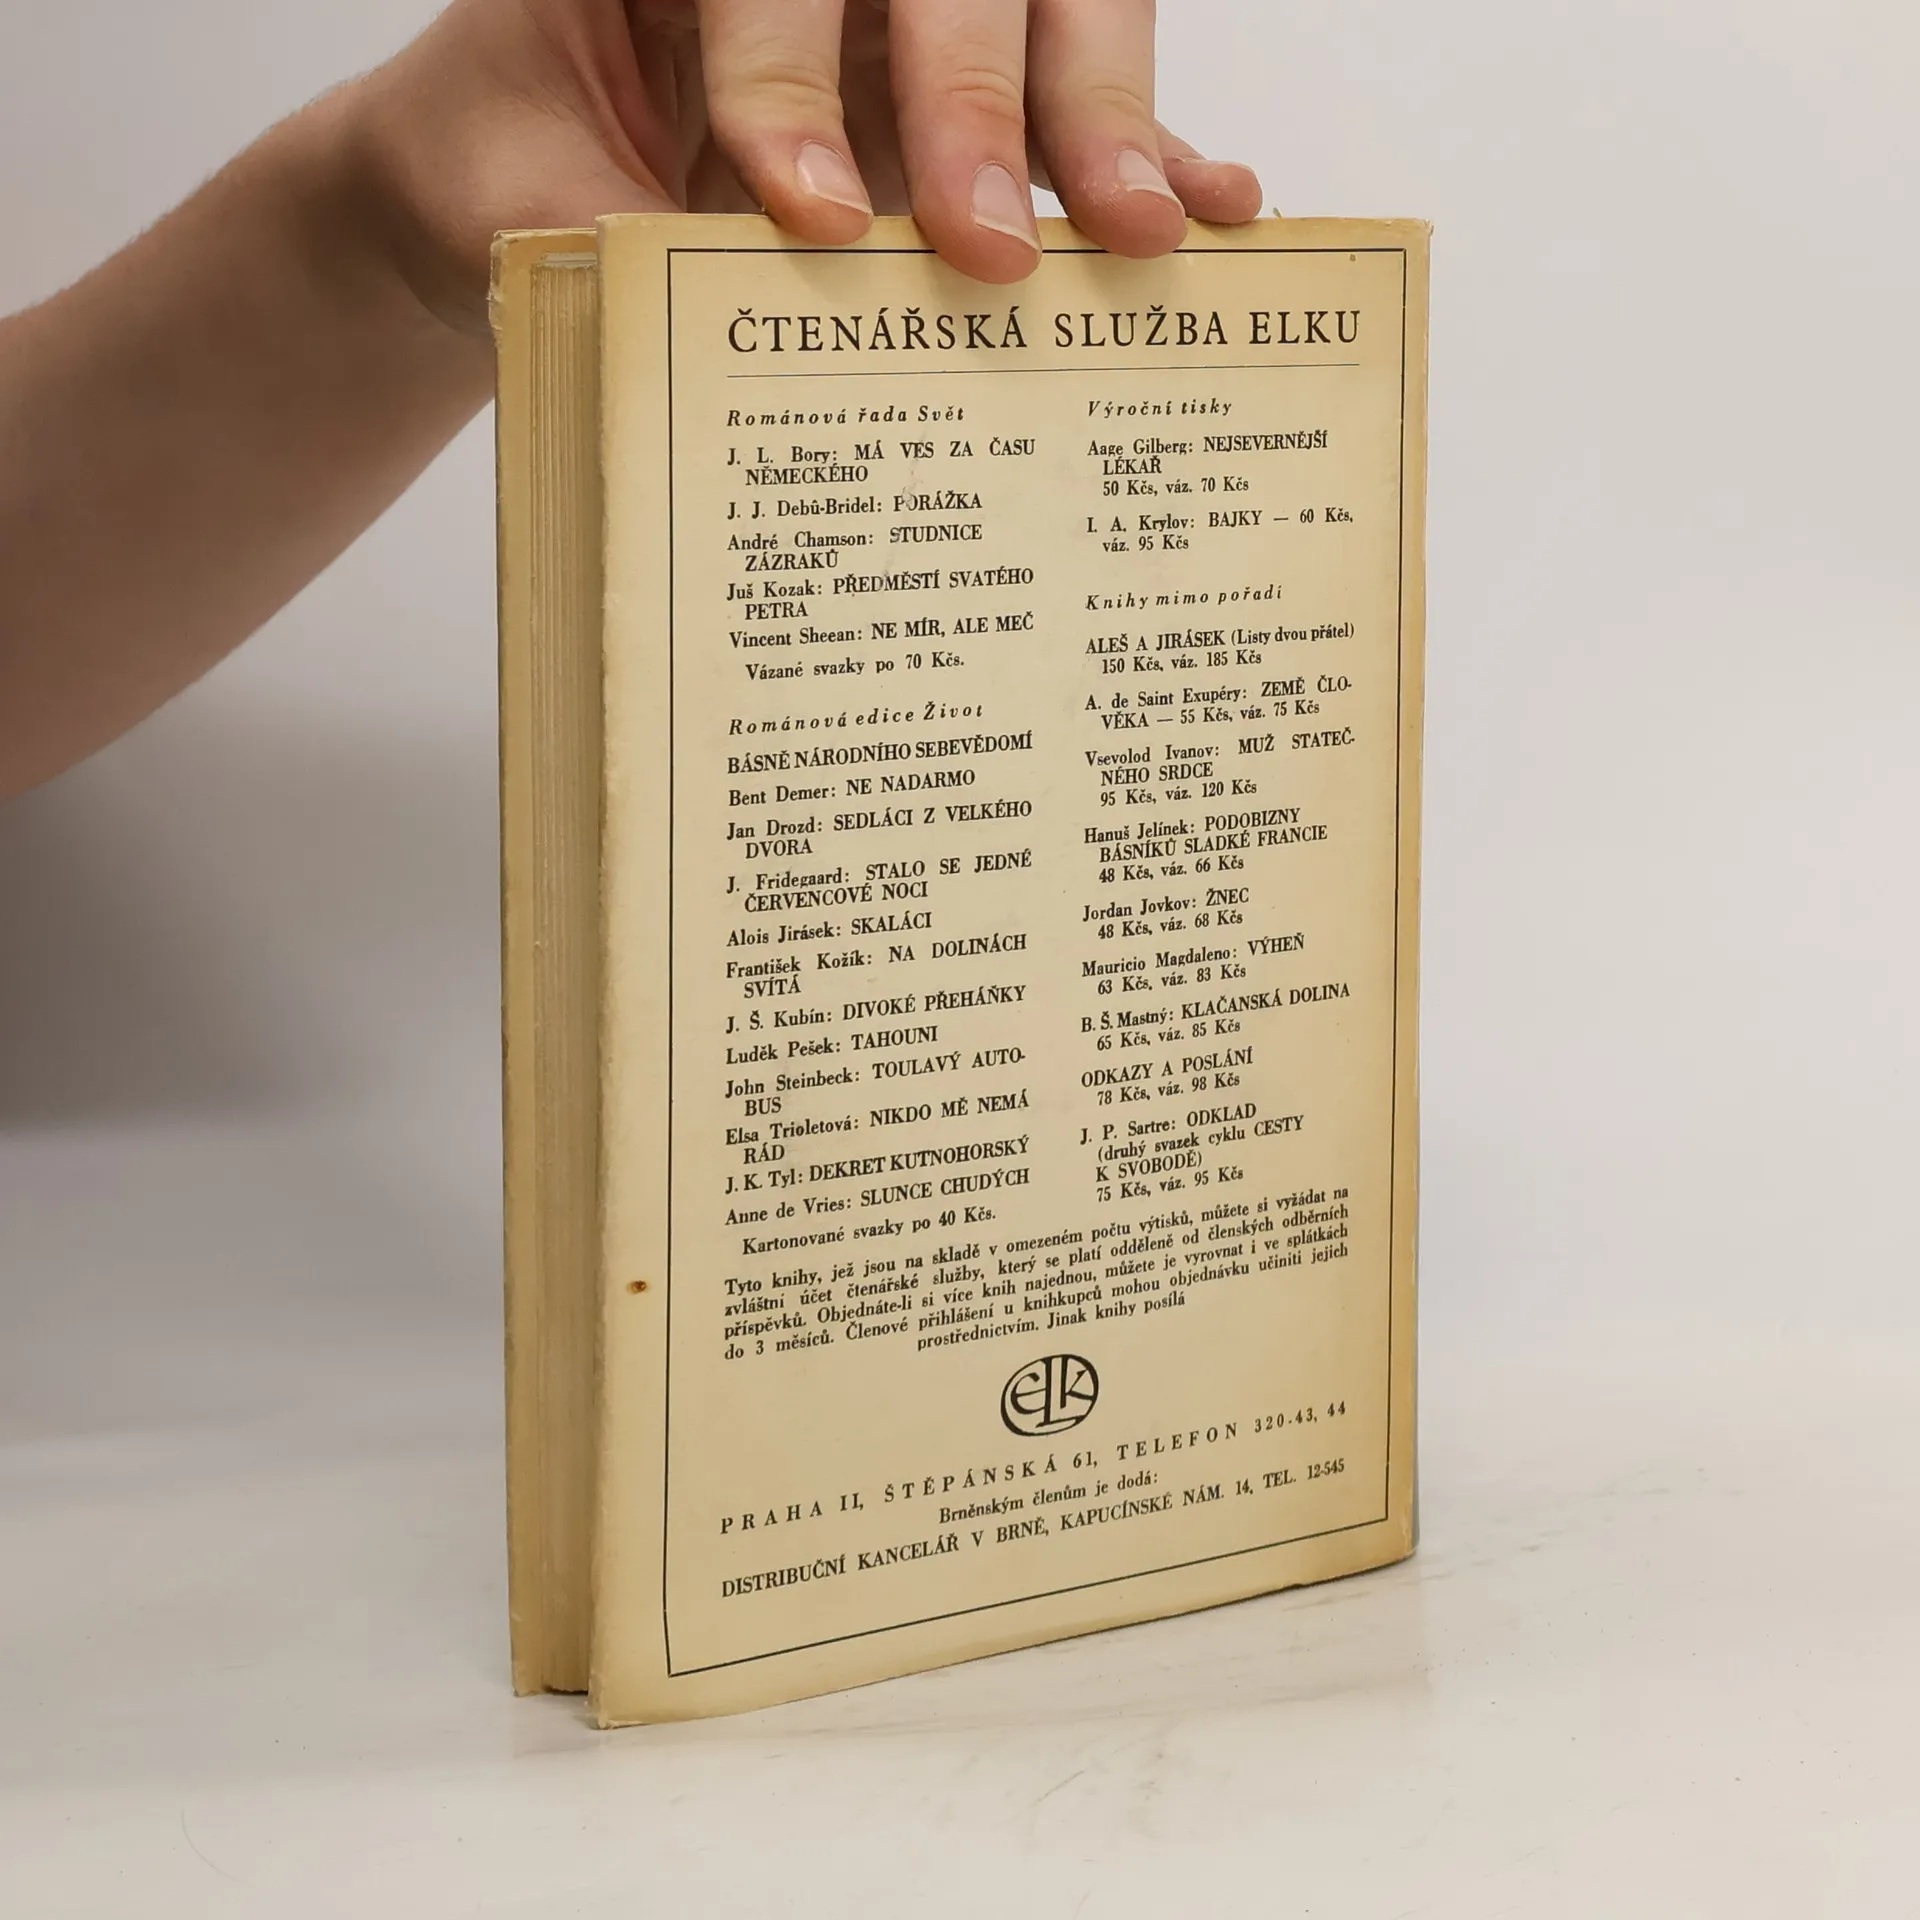 ČTENÁŘSKÁ SLUŽBA ELKU
Románová řada Svět
J. L. Bory: MÁ VES ZA ČASU
NĚMECKÉHO
J. J. Debû-Bridel: PORÁŽKA
André Chamson: STUDNICE
ZÁZRAKŮ
Juš Kozak: PŘEDMĚSTÍ SVATÉHO
PETRA
Vincent Sheean: NE MÍR, ALE MEČ
Vázané svazky po 70 Kčs.
Románová edice Život
BÁSNĚ NÁRODNÍHO SEBEVĚDOMÍ
Bent Demer: NE NADARMO
Jan Drozd: SEDLÁCI Z VELKÉHO
DVORA
J. Fridegaard: STALO SE JEDNÉ
ČERVENCOVÉ NOCI
Alois Jirásek: SKALÁCI
František Kožík: NA DOLINÁCH
SVÍTÁ
J. Š. Kubín: DIVOKÉ PŘEHÁŇKY
Luděk Pešek: TAHOUNI
John Steinbeck: TOULAVÝ AUTO-
BUS
Elsa Trioletová: NIKDO MĚ NEMÁ
RÁD
J. K. Tyl: DEKRET KUTNOHORSKÝ
Anne de Vries: SLUNCE CHUDÝCH
Kartonované svazky po 40 Kčs.
Výroční tisky
Aage Gilberg: NEJSEVERNĚJŠÍ
LÉKAŘ
50 Kčs, váz. 70 Kčs
I. A. Krylov: BAJKY — 60 Kčs,
váz. 95 Kčs
Knihy mimo pořadí
ALEŠ A JIRÁSEK (Listy dvou přátel)
150 Kčs, váz. 185 Kčs
A. de Saint Exupéry: ZEMĚ ČLO-
VĚKA — 55 Kčs, váz. 75 Kčs
Vsevolod Ivanov: MUŽ STATEČ-
NÉHO SRDCE
95 Kčs, váz. 120 Kčs
Hanuš Jelínek: PODOBIZNY
BÁSNÍKŮ SLADKÉ FRANCIE
48 Kčs, váz. 66 Kčs
Jordan Jovkov: ŽNEC
48 Kčs, váz. 68 Kčs
Mauricio Magdaleno: VÝHEŇ
63 Kčs, váz. 83 Kčs
B. Š. Mastný: KLAČANSKÁ DOLINA
65 Kčs, váz. 85 Kčs
ODKAZY A POSLÁNÍ
78 Kčs, váz. 98 Kčs
J. P. Sartre: ODKLAD
(druhý svazek cyklu CESTY
K SVOBODĚ)
75 Kčs, váz. 95 Kčs
Tyto knihy, jež jsou na skladě v omezeném počtu výtisků, můžete si vyžádat na
zvláštní účet čtenářské služby, který se platí odděleně od členských odběrních
příspěvků. Objednáte-li si více knih najednou, můžete je vyrovnat i ve splátkách
do 3 měsíců. Členové přihlášení u knihkupců mohou objednávku učiniti jejich
prostřednictvím. Jinak knihy posílá
ELK
PRAHA II, ŠTĚPÁNSKÁ 61, TELEFON 320-43, 44
Brněnským členům je dodá:
DISTRIBUČNÍ KANCELÁŘ V BRNĚ, KAPUCÍNSKÉ NÁM. 14, TEL. 12-545